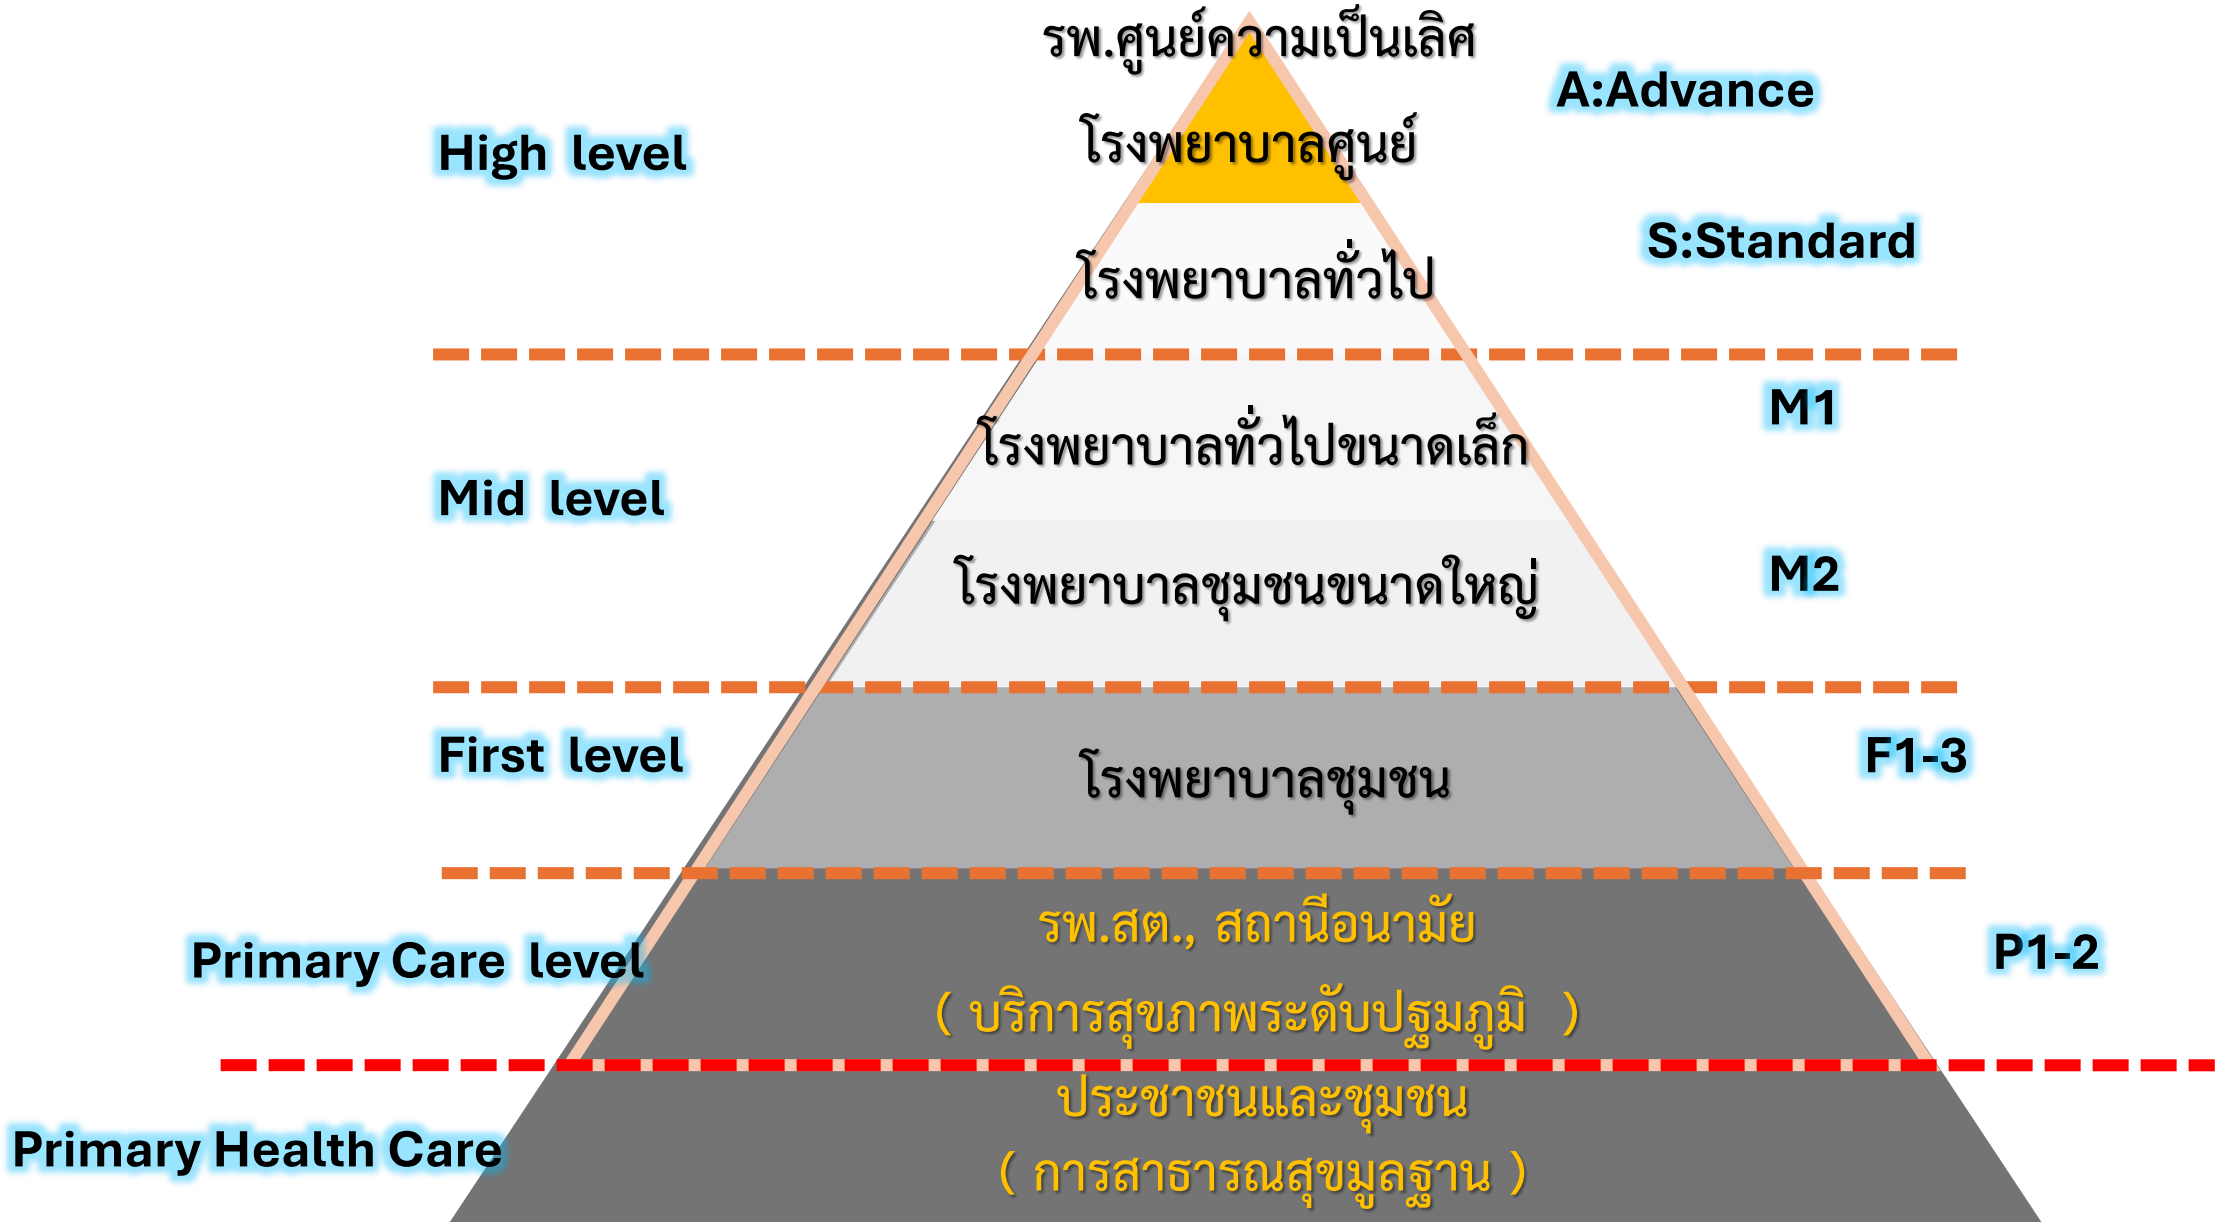 รพ.ศูนย์ความเป็นเลิศ
A:Advance
High level
โรงพยาบาลศูนย์
S:Standard
โรงพยาบาลทั่วไป
M1
โรงพยาบาลทั่วไปขนาดเล็ก
Mid level
M2
โรงพยาบาลชุมชนขนาดใหญ่
First level
โรงพยาบาลชุมชน
F1-3
รพ.สต., สถานีอนามัย
Primary Care level
P1-2
( บริการสุขภาพระดับปฐมภูมิ )
ประชาชนและชุมชน
Primary Health Care
( การสาธารณสุขมูลฐาน )